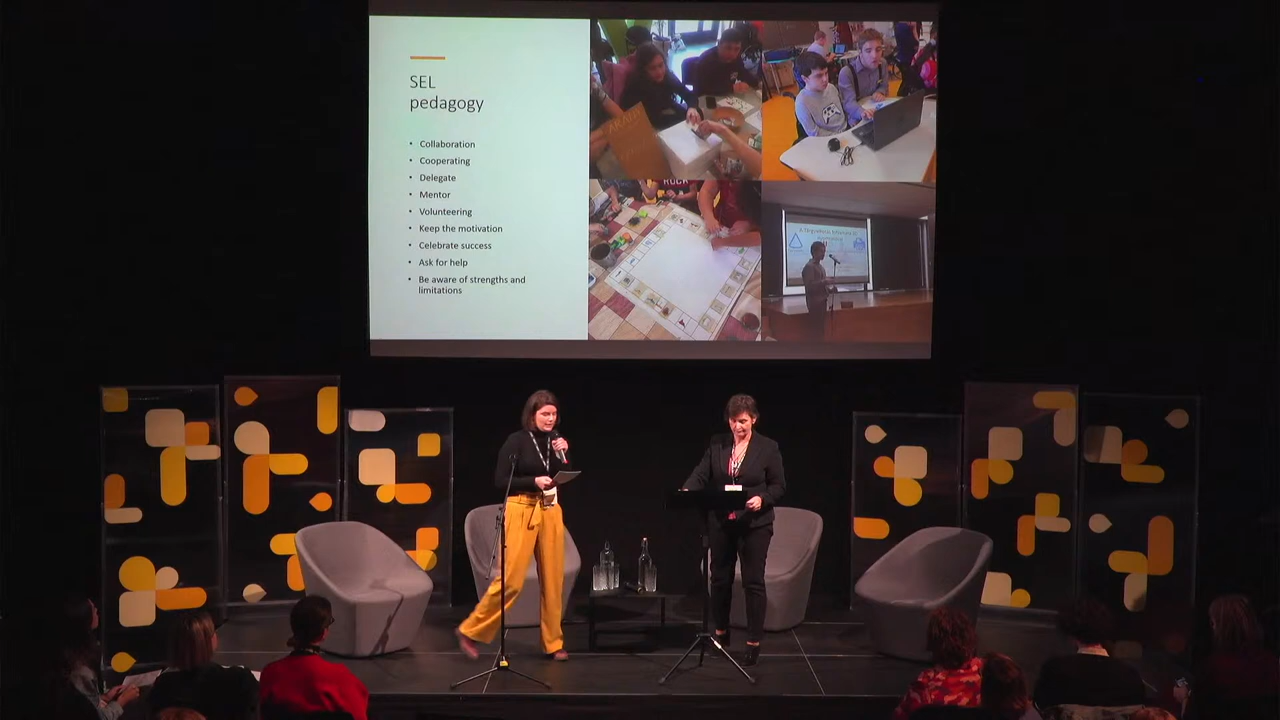 SEL
pedagogy
• Collaboration
• Cooperating
• Delegate
• Mentor
• Volunteering
• Keep the motivation
• Celebrate success
• Ask for help
• Be aware of strengths and
limitations
ROCK